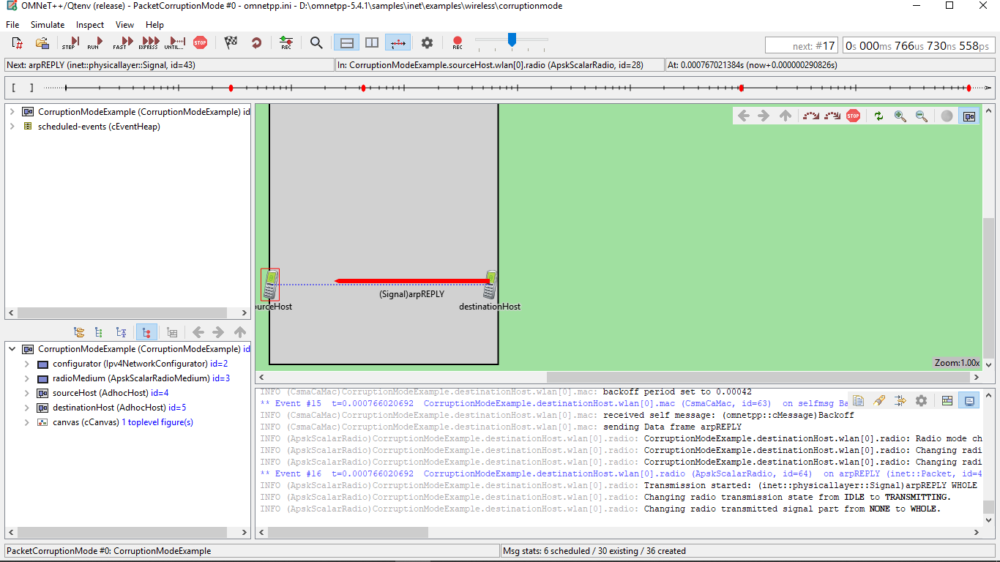 OMNeT++/Qtenv (release) - PacketCorruptionMode #0 - omnetpp.ini - D:\omnetpp-5.4.1\samples\inet\examples\wireless\corruptionmode
File Simulate Inspect View Help
STEP RUN FAST EXPRESS UNTIL... STOP REC REC
next: #17 0s 000ms 766us 730ns 558ps
Next: arpREPLY (inet::physicallayer::Signal, id=43) In: CorruptionModeExample.sourceHost.wlan[0].radio (ApskScalarRadio, id=28) At: 0.000767021384s (now+0.000000290826s)
[ ]
CorruptionModeExample (CorruptionModeExample) id
scheduled-events (cEventHeap)
STOP
(Signal)arpREPLY
urceHost destinationHost
Zoom:1.00x
CorruptionModeExample (CorruptionModeExample) id
configurator (Ipv4NetworkConfigurator) id=2
radioMedium (ApskScalarRadioMedium) id=3
sourceHost (AdhocHost) id=4
destinationHost (AdhocHost) id=5
canvas (cCanvas) 1 toplevel figure(s)
INFO (CsmaCaMac)CorruptionModeExample.destinationHost.wlan[0].mac: backoff period set to 0.00042
** Event #15 t=0.000766020692 CorruptionModeExample.destinationHost.wlan[0].mac (CsmaCaMac, id=63) on selfmsg Ba
INFO (CsmaCaMac)CorruptionModeExample.destinationHost.wlan[0].mac: received self message: (omnetpp::cMessage)Backoff
INFO (CsmaCaMac)CorruptionModeExample.destinationHost.wlan[0].mac: sending Data frame arpREPLY
INFO (ApskScalarRadio)CorruptionModeExample.destinationHost.wlan[0].radio: CorruptionModeExample.destinationHost.wlan[0].radio: Radio mode ch
INFO (ApskScalarRadio)CorruptionModeExample.destinationHost.wlan[0].radio: CorruptionModeExample.destinationHost.wlan[0].radio: Changing radi
INFO (ApskScalarRadio)CorruptionModeExample.destinationHost.wlan[0].radio: CorruptionModeExample.destinationHost.wlan[0].radio: Changing radi
** Event #16 t=0.000766020692 CorruptionModeExample.destinationHost.wlan[0].radio (ApskScalarRadio, id=64) on arpREPLY (inet::Packet, id=4
INFO (ApskScalarRadio)CorruptionModeExample.destinationHost.wlan[0].radio: Transmission started: (inet::physicallayer::Signal)arpREPLY WHOLE
INFO (ApskScalarRadio)CorruptionModeExample.destinationHost.wlan[0].radio: Changing radio transmission state from IDLE to TRANSMITTING.
INFO (ApskScalarRadio)CorruptionModeExample.destinationHost.wlan[0].radio: Changing radio transmitted signal part from NONE to WHOLE.
PacketCorruptionMode #0: CorruptionModeExample Msg stats: 6 scheduled / 30 existing / 36 created